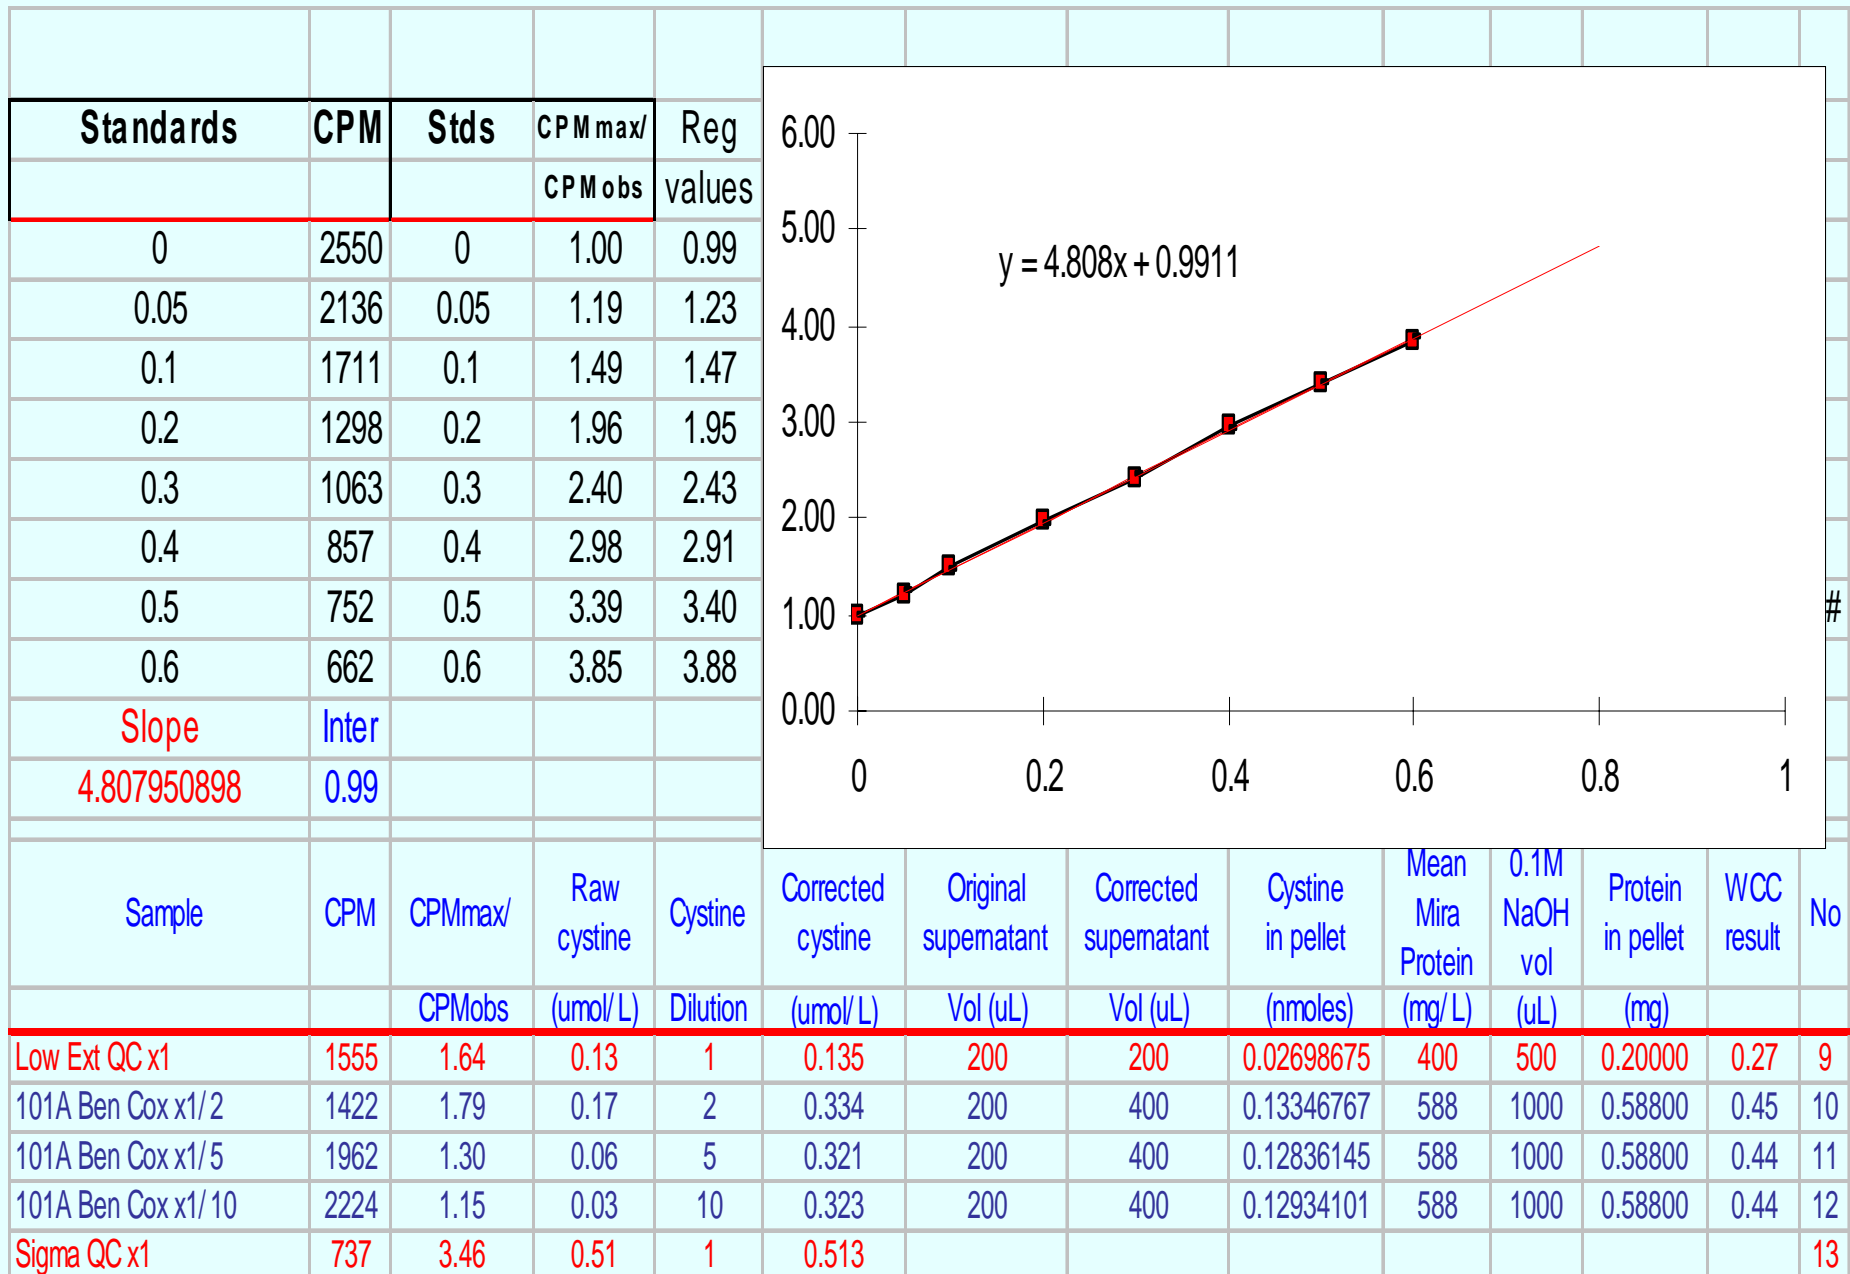 Standards CPM Stds CPMmax/ Reg
CPMobs values
0 2550 0 1.00 0.99
0.05 2136 0.05 1.19 1.23
0.1 1711 0.1 1.49 1.47
0.2 1298 0.2 1.96 1.95
0.3 1063 0.3 2.40 2.43
0.4 857 0.4 2.98 2.91
0.5 752 0.5 3.39 3.40
0.6 662 0.6 3.85 3.88
Slope Inter
4.807950898 0.99
6.00
5.00
y = 4.808x + 0.9911
4.00
3.00
2.00
1.00
0.00
0 0.2 0.4 0.6 0.8 1
#
Sample CPM CPMmax/ Raw cystine Cystine Corrected cystine Original supernatant Corrected supernatant Cystine in pellet Mean Mira Protein 0.1M NaOH vol Protein in pellet WCC result No
CPMobs (umol/L) Dilution (umol/L) Vol (uL) Vol (uL) (nmoles) (mg/L) (uL) (mg)
Low Ext QC x1 1555 1.64 0.13 1 0.135 200 200 0.02698675 400 500 0.20000 0.27 9
101A Ben Cox x1/2 1422 1.79 0.17 2 0.334 200 400 0.13346767 588 1000 0.58800 0.45 10
101A Ben Cox x1/5 1962 1.30 0.06 5 0.321 200 400 0.12836145 588 1000 0.58800 0.44 11
101A Ben Cox x1/10 2224 1.15 0.03 10 0.323 200 400 0.12934101 588 1000 0.58800 0.44 12
Sigma QC x1 737 3.46 0.51 1 0.513 13